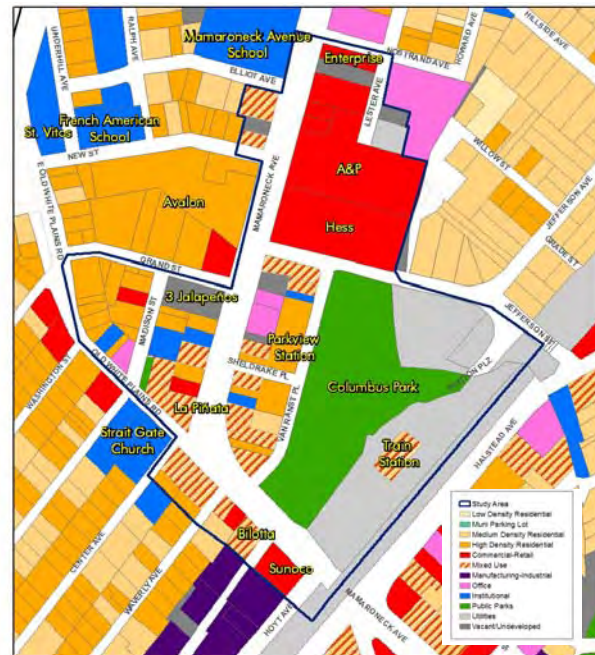 Mamaroneck Avenue
School
HILLSIDE AVE
UNDERHILL AVE
RALPH AVE
HOWARD AVE
NOSTRAND AVE
Enterprise
ELLIOT AVE
LESTER AVE
French American
School
St. Vitos
NEW ST
WILLOW ST
JEFFERSON AVE
E OLD WHITE PLAINS RD
MAMARONECK AVE
A&P
Avalon
Hess
GRADE ST
GRAND ST
3 Jalapeños
MADISON ST
JEFFERSON ST
Parkview
Station
SHELDRAKE PL
Columbus Park
VAN RANST PL
WASHINGTON ST
OLD WHITE PLAINS RD
La Piñata
HALSTEAD AVE
Train
Station
Strait Gate
Church
CENTER AVE
WAVERLY AVE
Bilotta
Sunoco
HOYT AVE
MAMARONECK AVE
Study Area
Low Density Residential
Muni Parking Lot
Medium Density Residential
High Density Residential
Commercial-Retail
Mixed Use
Manufacturing-Industrial
Office
Institutional
Public Parks
Utilities
Vacant/Undeveloped